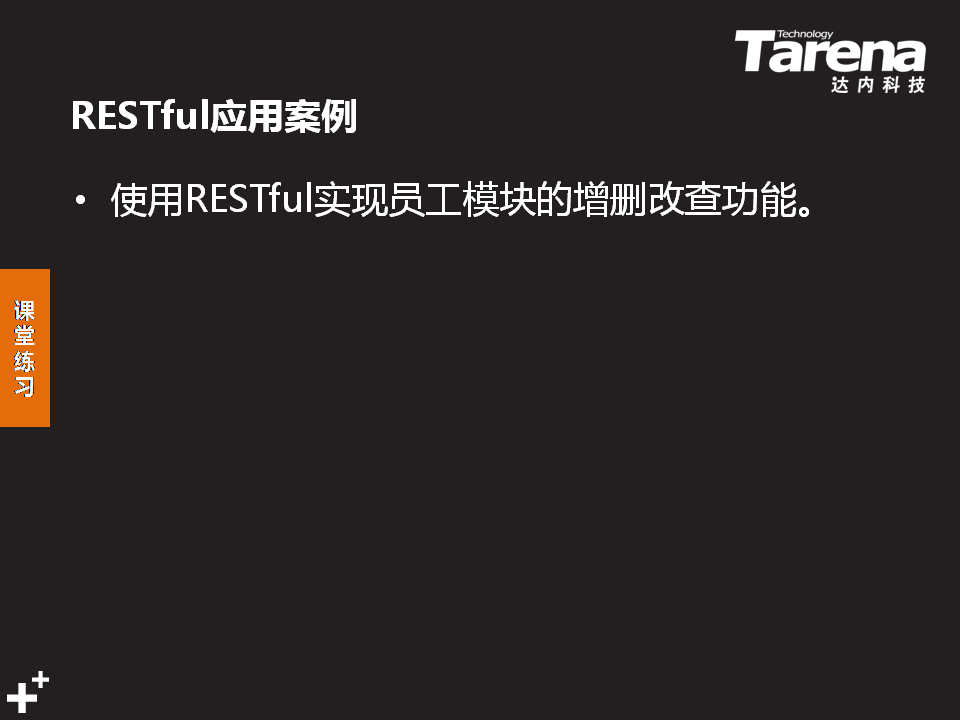 Technology
Tarena
达内科技
RESTful应用案例
• 使用RESTful实现员工模块的增删改查功能。
课
堂
练
习